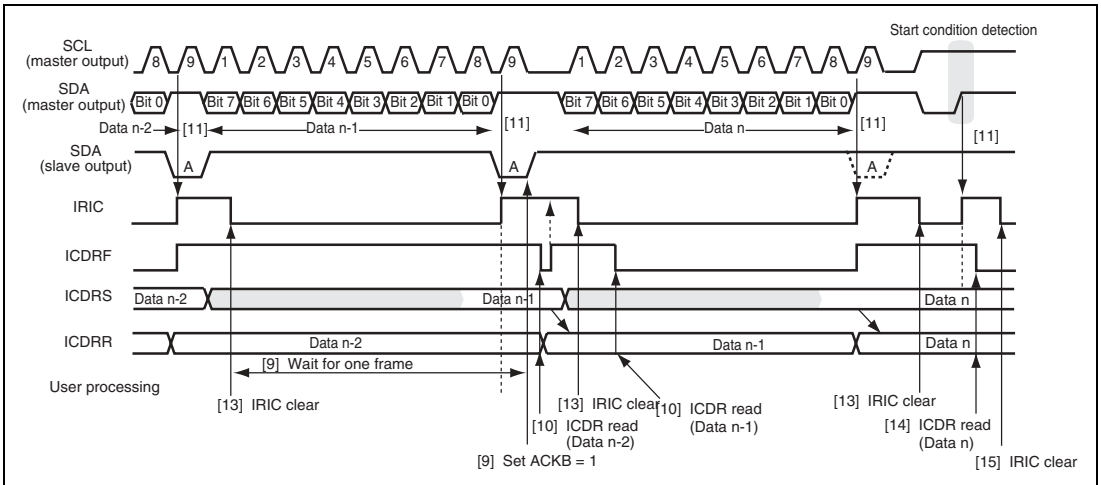 Start condition detection
SCL
(master output)
8 9 1 2 3 4 5 6 7 8 9 1 2 3 4 5 6 7 8 9
SDA
(master output)
Bit 0 Bit 7 Bit 6 Bit 5 Bit 4 Bit 3 Bit 2 Bit 1 Bit 0 Bit 7 Bit 6 Bit 5 Bit 4 Bit 3 Bit 2 Bit 1 Bit 0
Data n-2 [11] Data n-1 [11] Data n [11] [11]
SDA
(slave output)
A A A
IRIC
ICDRF
ICDRS
Data n-2 Data n-1 Data n
ICDRR
Data n-2 Data n-1 Data n
[9] Wait for one frame
User processing
[13] IRIC clear
[13] IRIC clear
[10] ICDR read
(Data n-1)
[13] IRIC clear
[10] ICDR read
(Data n-2)
[14] ICDR read
(Data n)
[9] Set ACKB = 1
[15] IRIC clear